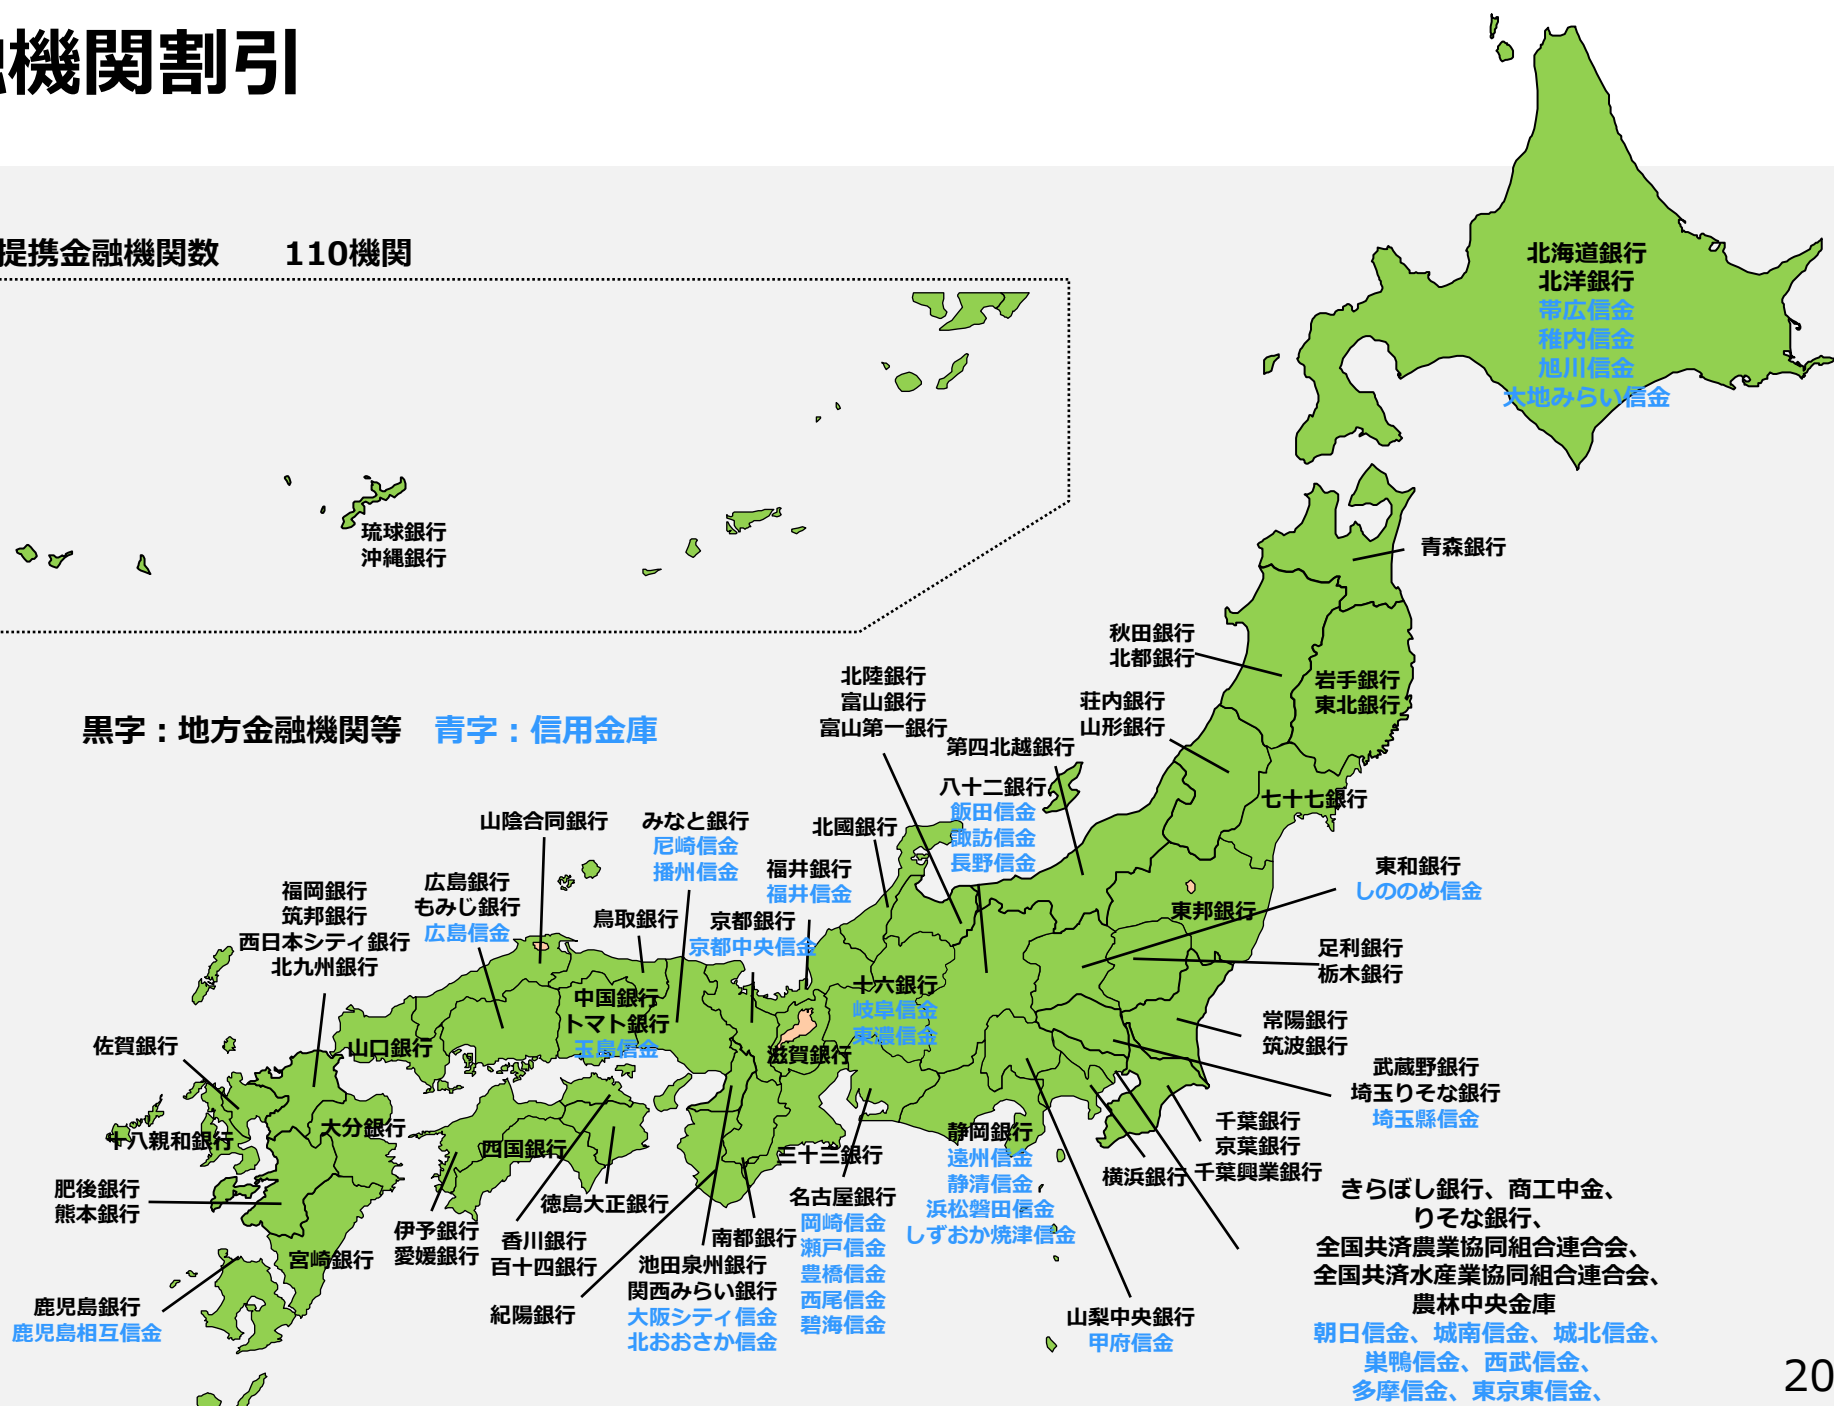 機関割引
提携金融機関数　110機関
北海道銀行
北洋銀行
帯広信金
稚内信金
旭川信金
大地みらい信金
琉球銀行
沖縄銀行
青森銀行
秋田銀行
北都銀行
岩手銀行
東北銀行
北陸銀行
富山銀行
富山第一銀行
荘内銀行
山形銀行
黒字：地方金融機関等　青字：信用金庫
第四北越銀行
八十二銀行
飯田信金
諏訪信金
長野信金
七十七銀行
山陰合同銀行
みなと銀行
尼崎信金
播州信金
北國銀行
福井銀行
福井信金
東和銀行
しののめ信金
福岡銀行
筑邦銀行
西日本シティ銀行
北九州銀行
広島銀行
もみじ銀行
広島信金
鳥取銀行
京都銀行
京都中央信金
東邦銀行
足利銀行
栃木銀行
中国銀行
トマト銀行
玉島信金
十六銀行
岐阜信金
東濃信金
常陽銀行
筑波銀行
佐賀銀行
山口銀行
滋賀銀行
武蔵野銀行
埼玉りそな銀行
埼玉縣信金
十八親和銀行
大分銀行
四国銀行
三十三銀行
静岡銀行
遠州信金
静清信金
浜松磐田信金
しずおか焼津信金
千葉銀行
京葉銀行
千葉興業銀行
横浜銀行
肥後銀行
熊本銀行
徳島大正銀行
名古屋銀行
岡崎信金
瀬戸信金
豊橋信金
西尾信金
碧海信金
宮崎銀行
伊予銀行
愛媛銀行
香川銀行
百十四銀行
南都銀行
池田泉州銀行
関西みらい銀行
大阪シティ信金
北おおさか信金
紀陽銀行
鹿児島銀行
鹿児島相互信金
山梨中央銀行
甲府信金
きらぼし銀行、商工中金、
りそな銀行、
全国共済農業協同組合連合会、
全国共済水産業協同組合連合会、
農林中央金庫
朝日信金、城南信金、城北信金、
巣鴨信金、西武信金、
多摩信金、東京東信金、
20